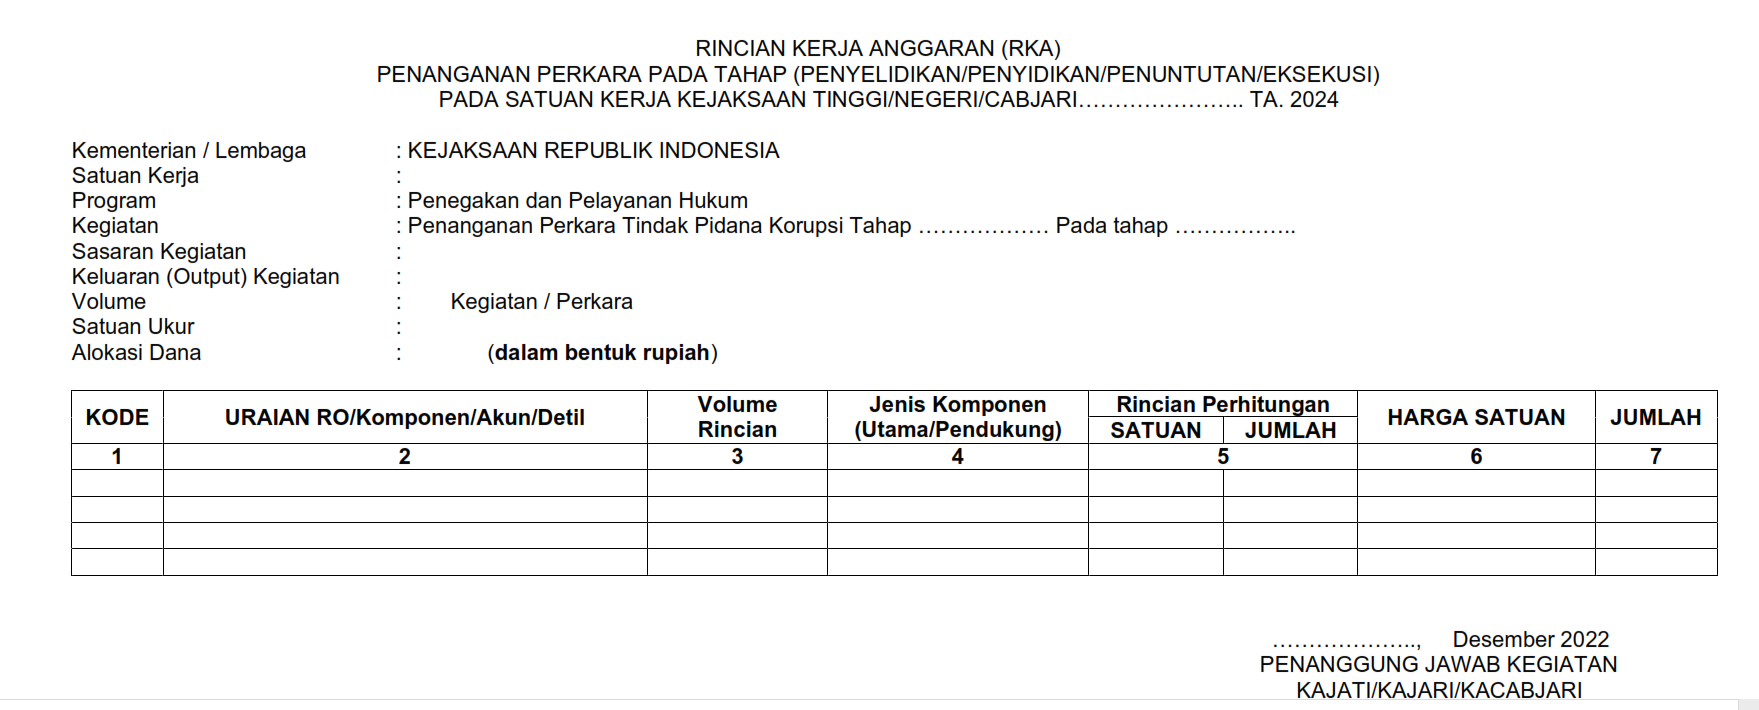 RINCIAN KERJA ANGGARAN (RKA)
PENANGANAN PERKARA PADA TAHAP (PENYELIDIKAN/PENYIDIKAN/PENUNTUTAN/EKSEKUSI)
PADA SATUAN KERJA KEJAKSAAN TINGGI/NEGERI/CABJARI………………….. TA. 2024
Kementerian / Lembaga : KEJAKSAAN REPUBLIK INDONESIA
Satuan Kerja :
Program : Penegakan dan Pelayanan Hukum
Kegiatan : Penanganan Perkara Tindak Pidana Korupsi Tahap ……………… Pada tahap ……………..
Sasaran Kegiatan :
Keluaran (Output) Kegiatan :
Volume : Kegiatan / Perkara
Satuan Ukur :
Alokasi Dana : (dalam bentuk rupiah)
KODE URAIAN RO/Komponen/Akun/Detil Volume Rincian Jenis Komponen (Utama/Pendukung) Rincian Perhitungan HARGA SATUAN JUMLAH
SATUAN JUMLAH
1 2 3 4 5 6 7
……………….., Desember 2022
PENANGGUNG JAWAB KEGIATAN
KAJATI/KAJARI/KACABJARI